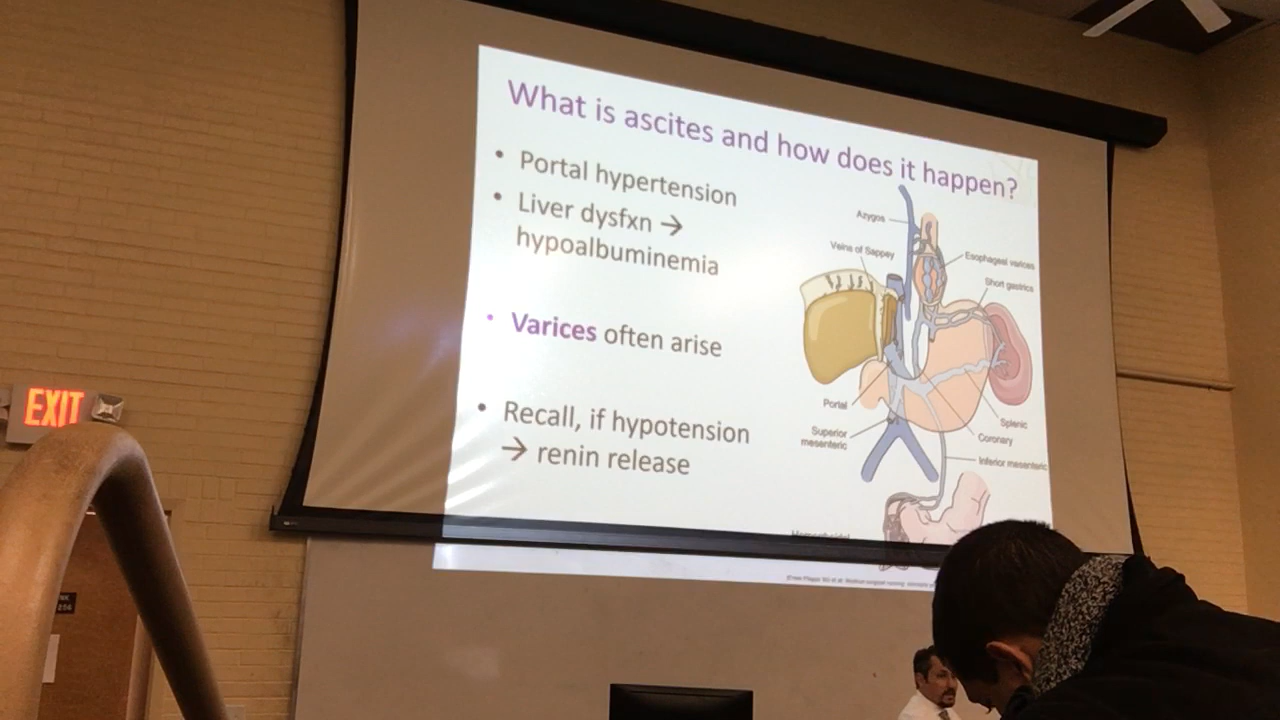 What is ascites and how does it happen?
• Portal hypertension
• Liver dysfxn →
hypoalbuminemia
• Varices often arise
• Recall, if hypotension
→ renin release
Azygos
Veins of Sappey
Esophageal varices
Short gastrics
Portal
Superior
mesenteric
Splenic
Coronary
Inferior mesenteric
EXIT